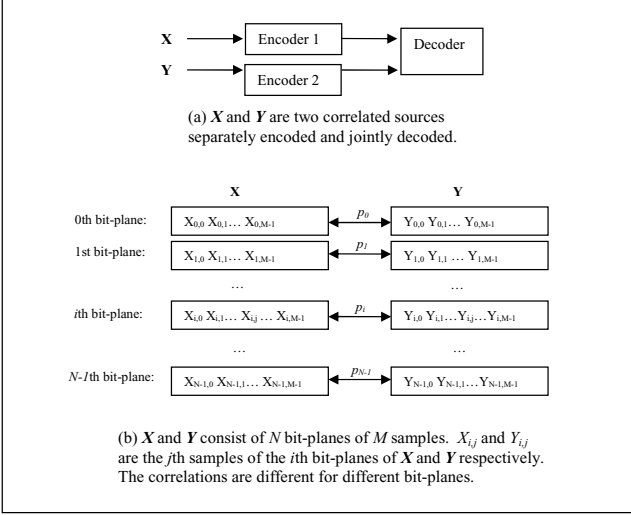 X Encoder 1 Decoder
Y Encoder 2
(a) X and Y are two correlated sources
separately encoded and jointly decoded.
X Y
0th bit-plane: X0,0 X0,1… X0,M-1 p0 Y0,0 Y0,1… Y0,M-1
1st bit-plane: X1,0 X1,1… X1,M-1 p1 Y1,0 Y1,1 … Y1,M-1
… …
ith bit-plane: Xi,0 Xi,1… Xi,j … Xi,M-1 pi Yi,0 Yi,1…Yi,j…Yi,M-1
… …
N-1th bit-plane: XN-1,0 XN-1,1… XN-1,M-1 pN-1 YN-1,0 YN-1,1…YN-1,M-1
(b) X and Y consist of N bit-planes of M samples. Xi,j and Yi,j
are the jth samples of the ith bit-planes of X and Y respectively.
The correlations are different for different bit-planes.